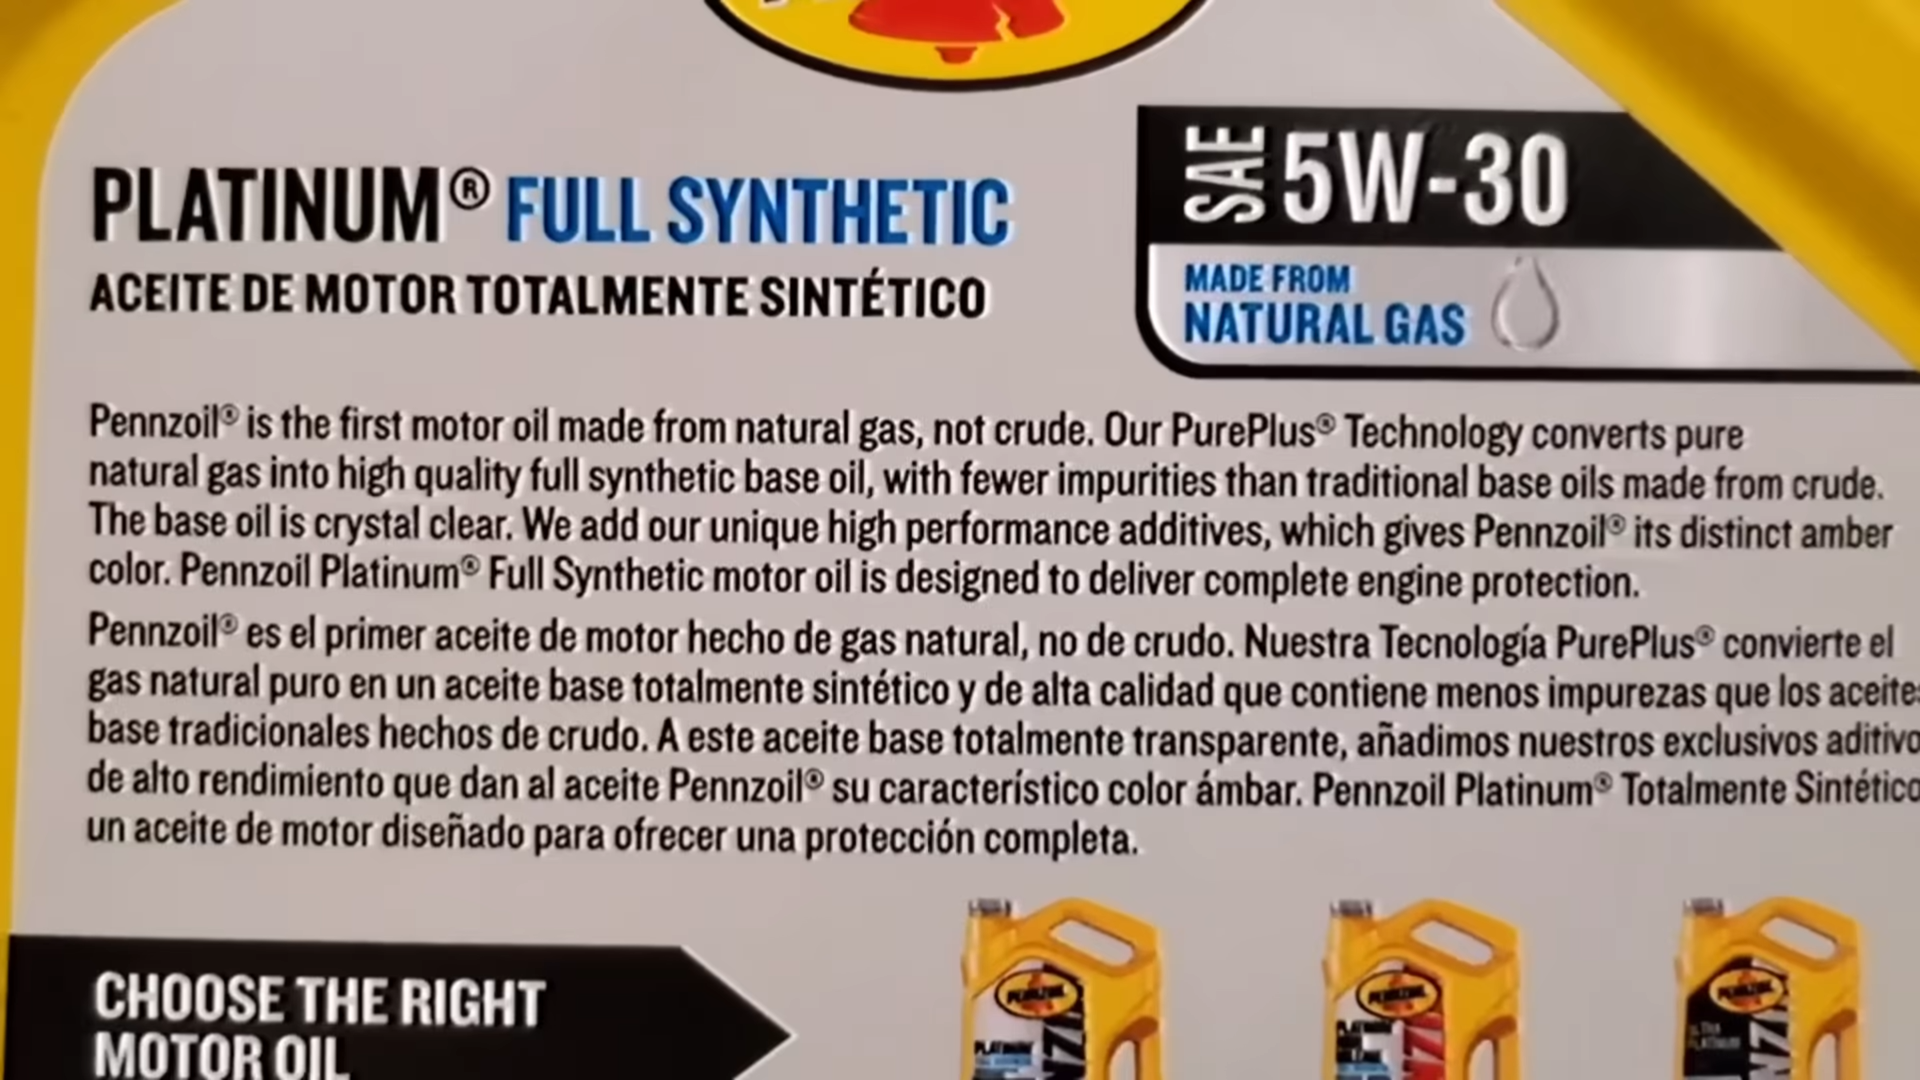 PLATINUM® FULL SYNTHETIC
ACEITE DE MOTOR TOTALMENTE SINTÉTICO
SAE 5W-30
MADE FROM
NATURAL GAS
Pennzoil® is the first motor oil made from natural gas, not crude. Our PurePlus® Technology converts pure
natural gas into high quality full synthetic base oil, with fewer impurities than traditional base oils made from crude.
The base oil is crystal clear. We add our unique high performance additives, which gives Pennzoil® its distinct amber
color. Pennzoil Platinum® Full Synthetic motor oil is designed to deliver complete engine protection.
Pennzoil® es el primer aceite de motor hecho de gas natural, no de crudo. Nuestra Tecnología PurePlus® convierte el
gas natural puro en un aceite base totalmente sintético y de alta calidad que contiene menos impurezas que los aceites
base tradicionales hechos de crudo. A este aceite base totalmente transparente, añadimos nuestros exclusivos aditivo
de alto rendimiento que dan al aceite Pennzoil® su característico color ámbar. Pennzoil Platinum® Totalmente Sintético
un aceite de motor diseñado para ofrecer una protección completa.
CHOOSE THE RIGHT
MOTOR OIL
PENNZOIL
PLATINUM
PENNZOIL
PLATINUM
PENNZOIL
ULTRA
PLATINUM